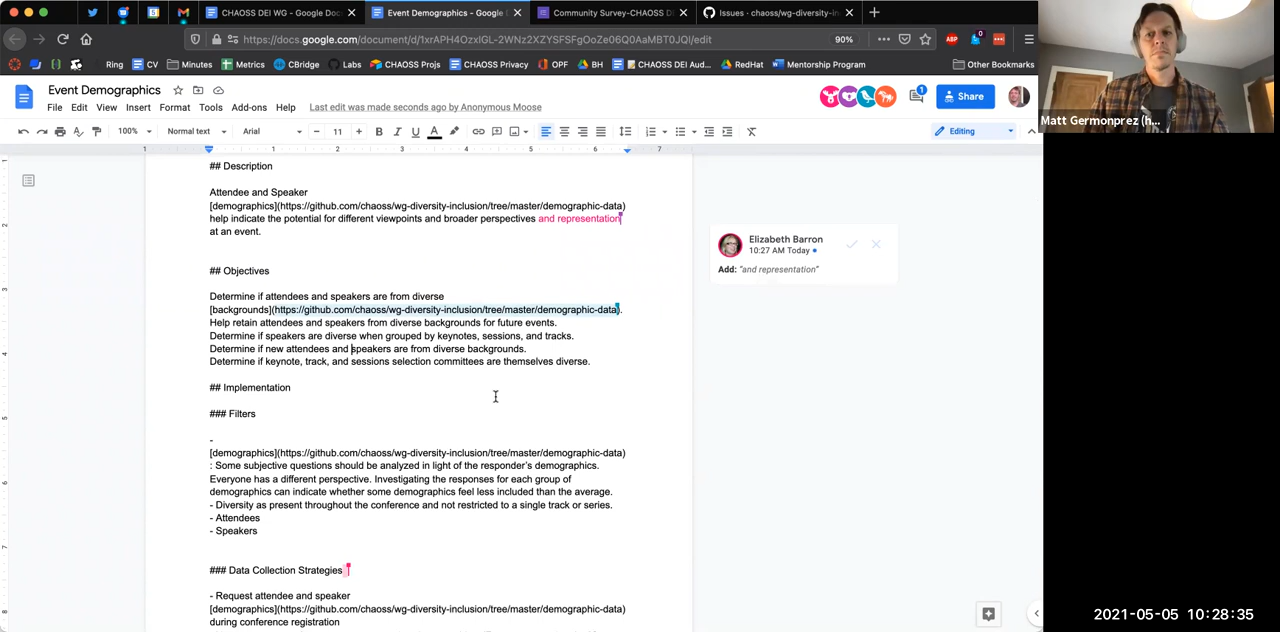 CHAOSS DEI WG - Google Doc
Event Demographics - Google
Community Survey-CHAOSS D
Issues · chaoss/wg-diversity-in
https://docs.google.com/document/d/1xrAPH4OzxIGL-2WNz2XZYSFSFgOoZe06Q0AaMBT0JQI/edit
90%
Ring
CV
Minutes
Metrics
CBridge
Labs
CHAOSS Projs
CHAOSS Privacy
OPF
BH
CHAOSS DEI Aud...
RedHat
Mentorship Program
Other Bookmarks
ABP
0
Event Demographics
File Edit View Insert Format Tools Add-ons Help Last edit was made seconds ago by Anonymous Moose
1
Share
100% Normal text Arial - 11 + B I U A Editing
1 1 2 3 4 5 6 7
## Description
Attendee and Speaker
[demographics](https://github.com/chaoss/wg-diversity-inclusion/tree/master/demographic-data)
help indicate the potential for different viewpoints and broader perspectives and representation
at an event.
## Objectives
Determine if attendees and speakers are from diverse
[backgrounds](https://github.com/chaoss/wg-diversity-inclusion/tree/master/demographic-data).
Help retain attendees and speakers from diverse backgrounds for future events.
Determine if speakers are diverse when grouped by keynotes, sessions, and tracks.
Determine if new attendees and speakers are from diverse backgrounds.
Determine if keynote, track, and sessions selection committees are themselves diverse.
## Implementation
### Filters
-
[demographics](https://github.com/chaoss/wg-diversity-inclusion/tree/master/demographic-data)
: Some subjective questions should be analyzed in light of the responder's demographics.
Everyone has a different perspective. Investigating the responses for each group of
demographics can indicate whether some demographics feel less included than the average.
- Diversity as present throughout the conference and not restricted to a single track or series.
- Attendees
- Speakers
### Data Collection Strategies
- Request attendee and speaker
[demographics](https://github.com/chaoss/wg-diversity-inclusion/tree/master/demographic-data)
during conference registration
Elizabeth Barron
10:27 AM Today
Add: "and representation"
Matt Germonprez (h...
2021-05-05 10:28:35